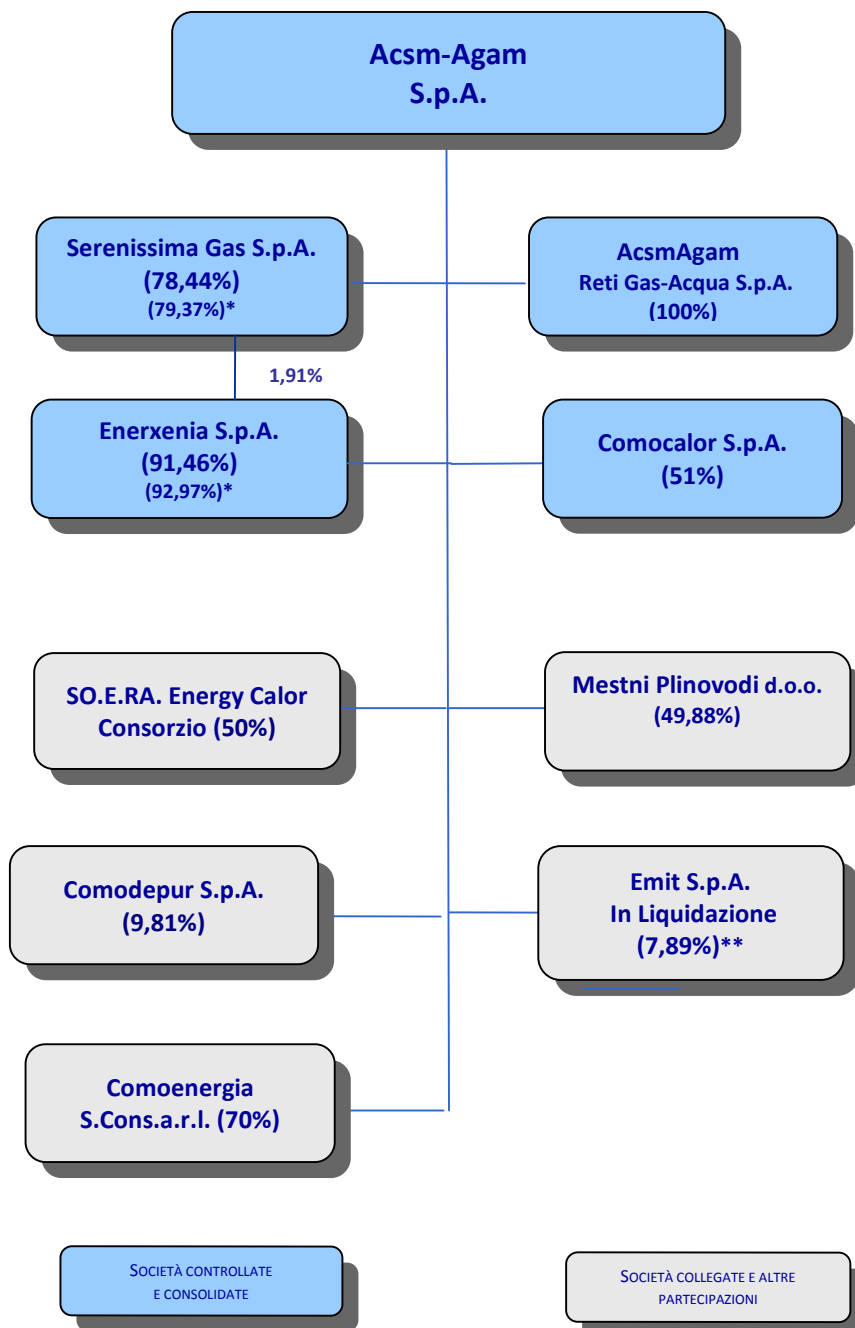 Acsm-Agam
S.p.A.
Serenissima Gas S.p.A.
(78,44%)
(79,37%)*
AcsmAgam
Reti Gas-Acqua S.p.A.
(100%)
1,91%
Enerxenia S.p.A.
(91,46%)
(92,97%)*
Comocalor S.p.A.
(51%)
SO.E.RA. Energy Calor
Consorzio (50%)
Mestni Plinovodi d.o.o.
(49,88%)
Comodepur S.p.A.
(9,81%)
Emit S.p.A.
In Liquidazione
(7,89%)**
Comoenergia
S.Cons.a.r.l. (70%)
SOCIETÀ CONTROLLATE
E CONSOLIDATE
SOCIETÀ COLLEGATE E ALTRE
PARTECIPAZIONI